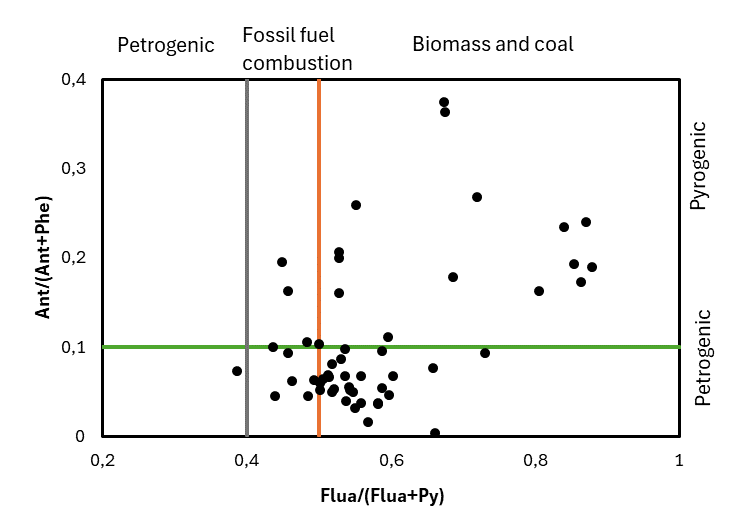 Petrogenic
Fossil fuel
combustion
Biomass and coal
0,4
0,3
0,2
0,1
0
Ant/(Ant+Phe)
Pyrogenic
Petrogenic
0,2
0,4
0,6
0,8
1
Flua/(Flua+Py)